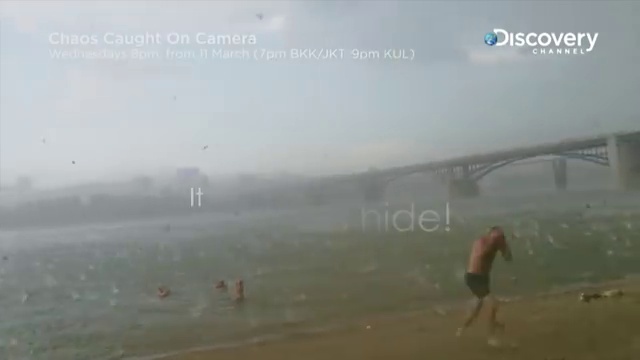 Chaos Caught On Camera
Wednesdays 8pm, from 11 March (7pm BKK/JKT 9pm KUL)
Discovery
CHANNEL
It
hide!